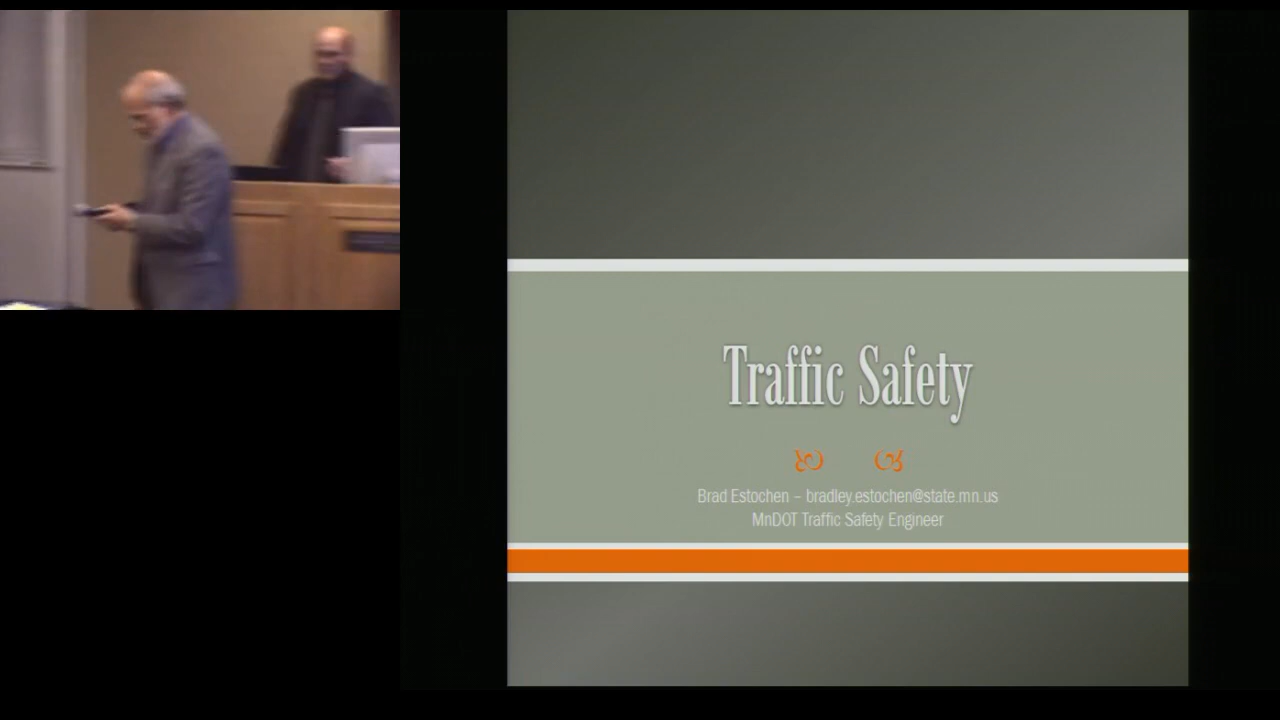 Traffic Safety
Brad Estochen – bradley.estochen@state.mn.us
MnDOT Traffic Safety Engineer